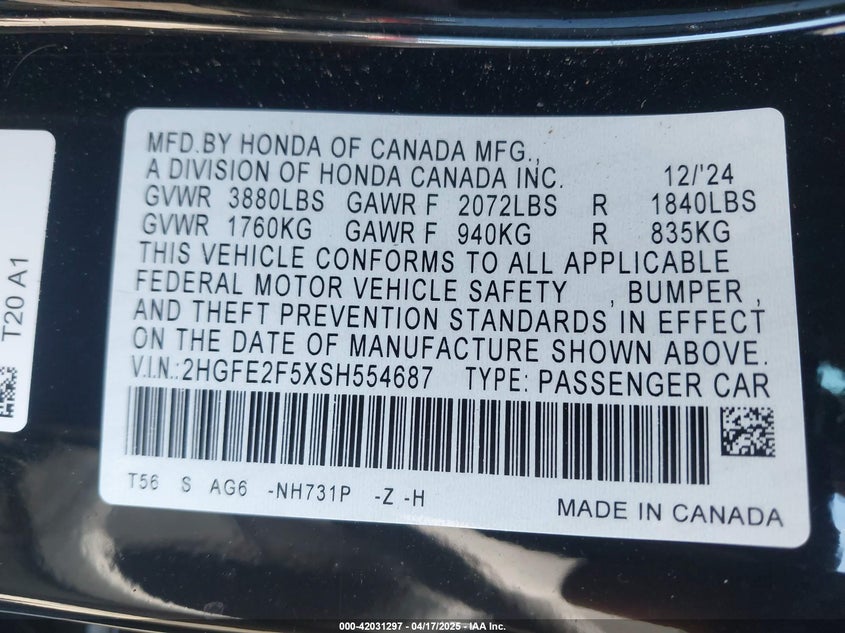 MFD.BY HONDA OF CANADA MFG.,
A DIVISION OF HONDA CANADA INC. 12/'24
GVWR 3880LBS GAWR F 2072LBS R 1840LBS
GVWR 1760KG GAWR F 940KG R 835KG
THIS VEHICLE CONFORMS TO ALL APPLICABLE
FEDERAL MOTOR VEHICLE SAFETY , BUMPER ,
AND THEFT PREVENTION STANDARDS IN EFFECT
ON THE DATE OF MANUFACTURE SHOWN ABOVE.
V.I.N.:2HGFE2F5XSH554687 TYPE: PASSENGER CAR
T56 S AG6 -NH731P -Z -H
MADE IN CANADA
T20 A1
000-42031297 - 04/17/2025 - IAA Inc.